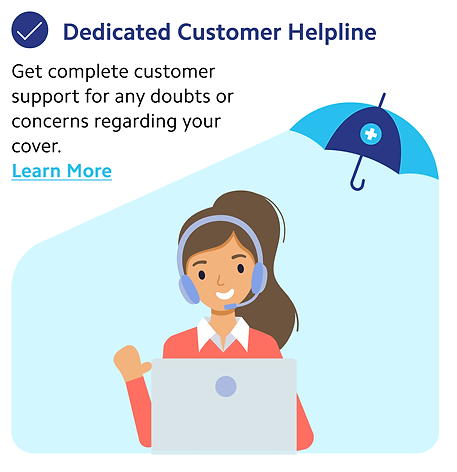 Dedicated Customer Helpline
Get complete customer
support for any doubts or
concerns regarding your
cover.
Learn More